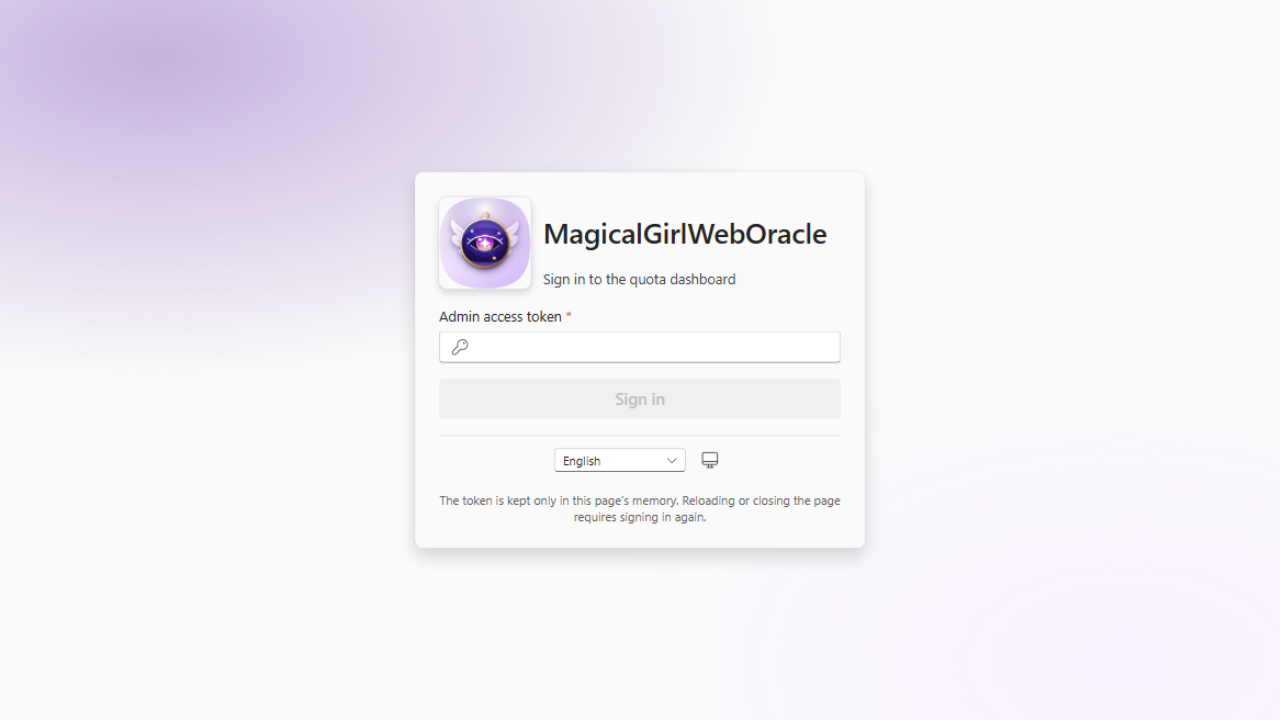 MagicalGirlWebOracle
Sign in to the quota dashboard
Admin access token *
Sign in
English
The token is kept only in this page's memory. Reloading or closing the page
requires signing in again.